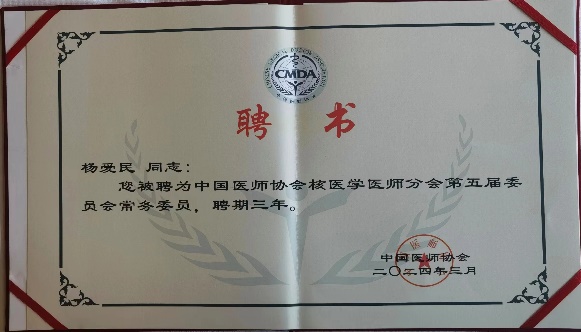 CMDA
聘书
杨爱民 同志：
您被聘为中国医师协会核医学医师分会第五届委
员会常务委员，聘期三年。
中国医师协会
二〇二四年三月